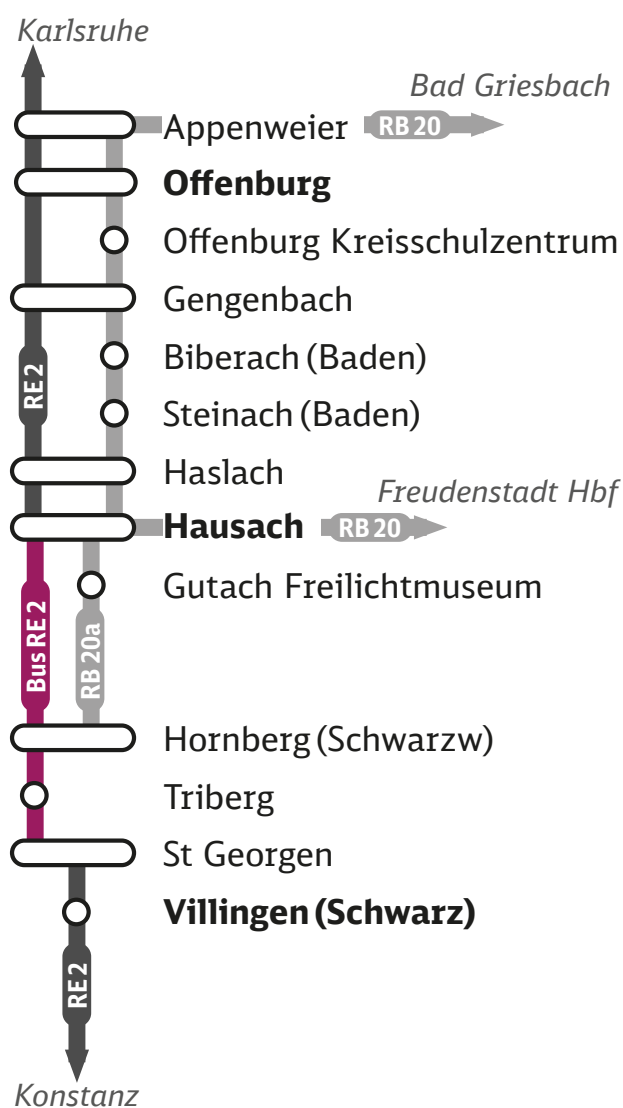 Karlsruhe
Bad Griesbach
Appenweier RB 20
Offenburg
Offenburg Kreisschulzentrum
Gengenbach
Biberach (Baden)
RE 2
Steinach (Baden)
Haslach
Freudenstadt Hbf
Hausach RB 20
Gutach Freilichtmuseum
Bus RE 2
RB 20a
Hornberg (Schwarzw)
Triberg
St Georgen
Villingen (Schwarz)
RE 2
Konstanz